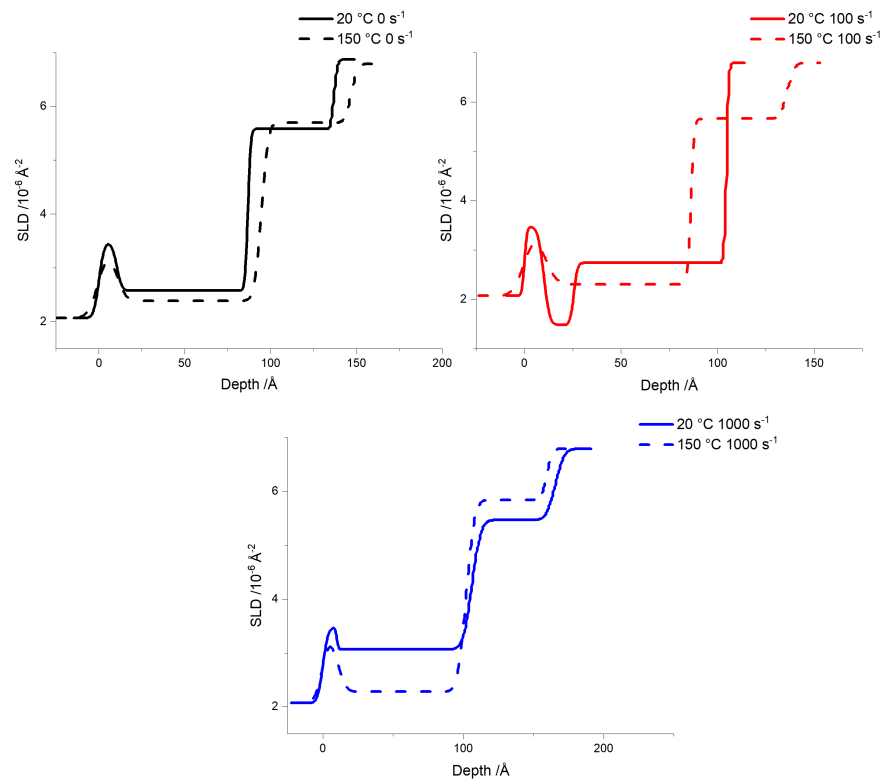 20 °C 0 s⁻¹
150 °C 0 s⁻¹
6
4
2
SLD /10⁻⁶ Å⁻²
0 50 100 150 200
Depth /Å
20 °C 100 s⁻¹
150 °C 100 s⁻¹
6
4
2
SLD /10⁻⁶ Å⁻²
0 50 100 150
Depth /Å
20 °C 1000 s⁻¹
150 °C 1000 s⁻¹
6
4
2
SLD /10⁻⁶ Å⁻²
0 100 200
Depth /Å